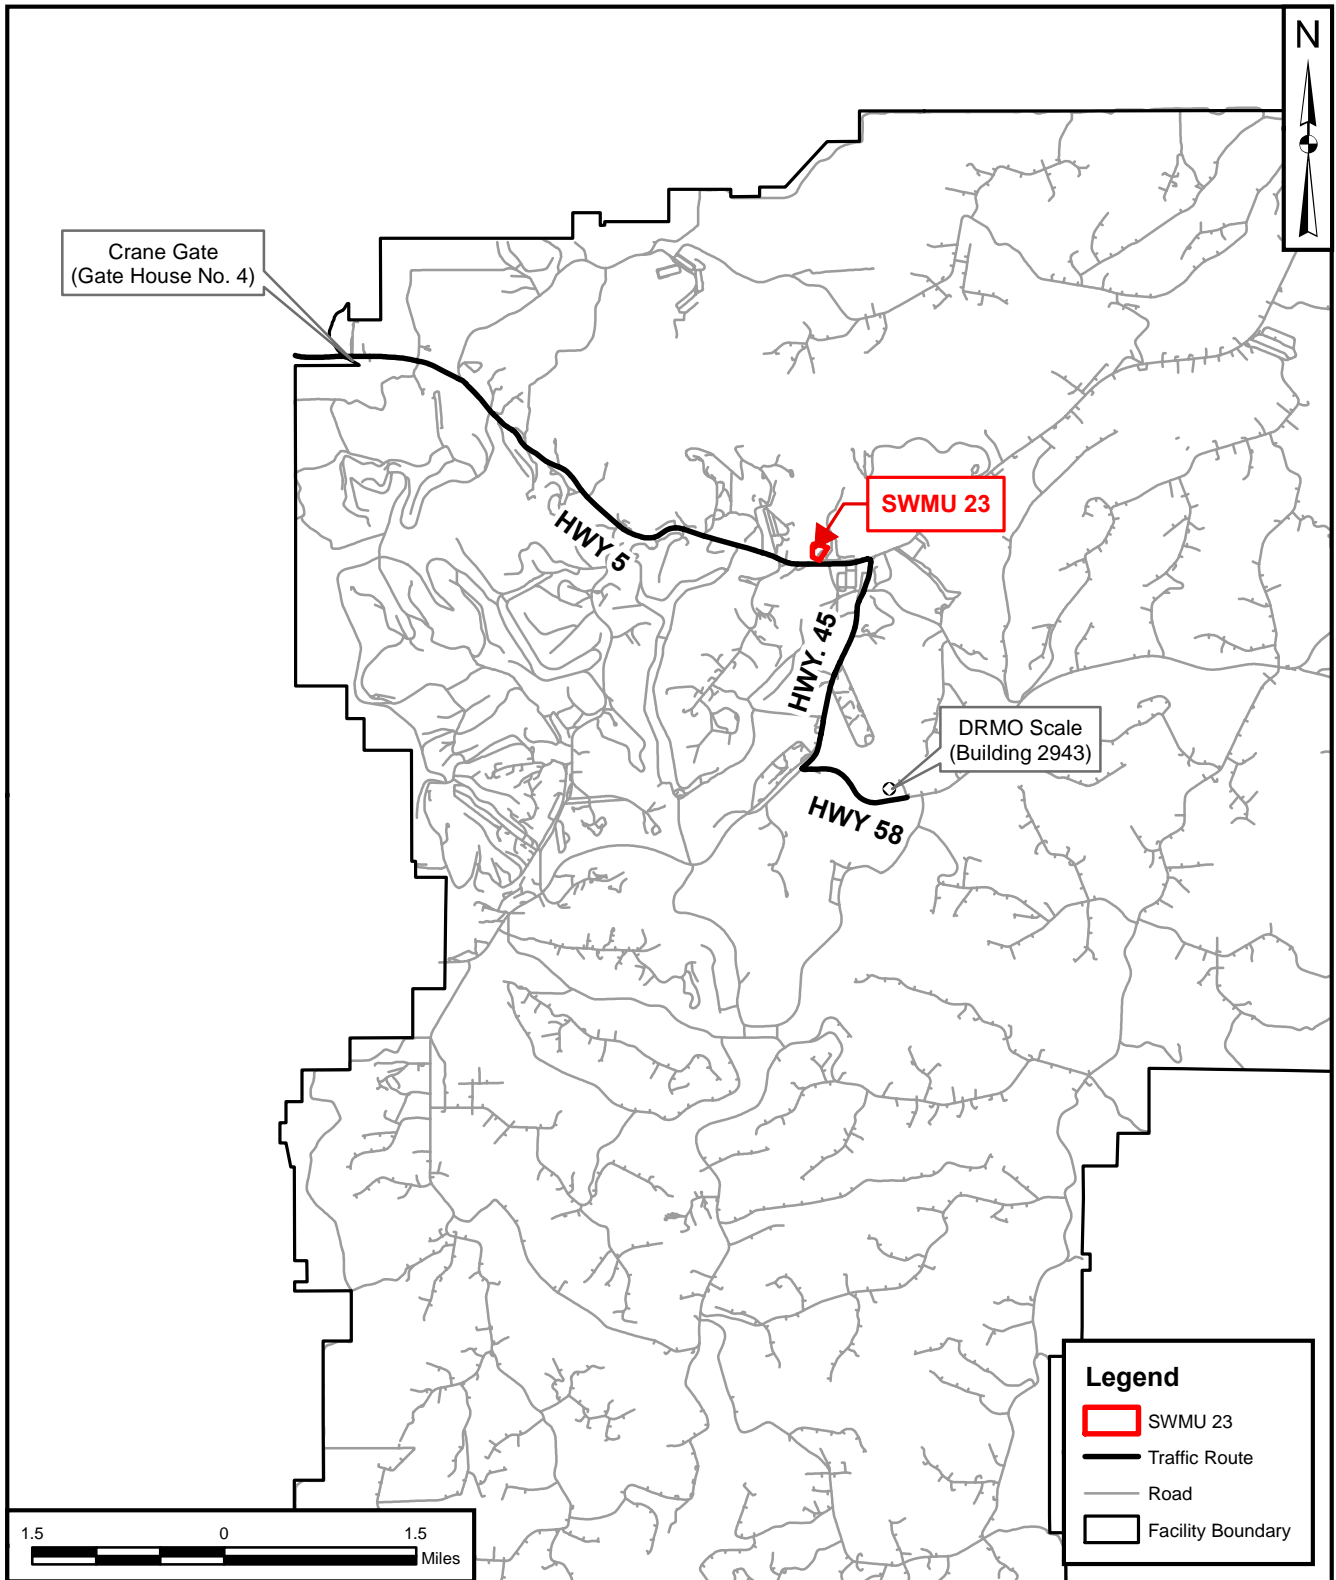 N
Crane Gate
(Gate House No. 4)
SWMU 23
HWY 5
HWY. 45
DRMO Scale
(Building 2943)
HWY 58
Legend
SWMU 23
Traffic Route
Road
Facility Boundary
1.5 0 1.5
Miles